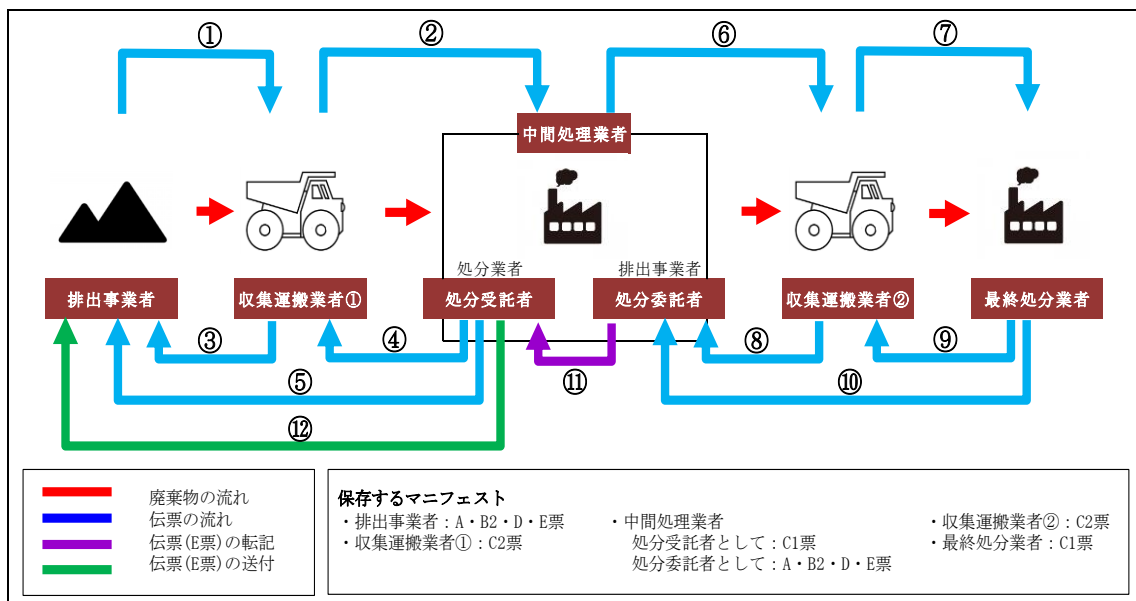 ① ② ⑥ ⑦
中間処理業者
処分業者 排出事業者
排出事業者 収集運搬業者① 処分受託者 処分委託者 収集運搬業者② 最終処分業者
③ ④ ⑧ ⑨
⑤ ⑪ ⑩
⑫
廃棄物の流れ
伝票の流れ
伝票(E票)の転記
伝票(E票)の送付
保存するマニフェスト
・排出事業者：A・B2・D・E票
・収集運搬業者①：C2票
・中間処理業者
処分受託者として：C1票
処分委託者として：A・B2・D・E票
・収集運搬業者②：C2票
・最終処分業者：C1票